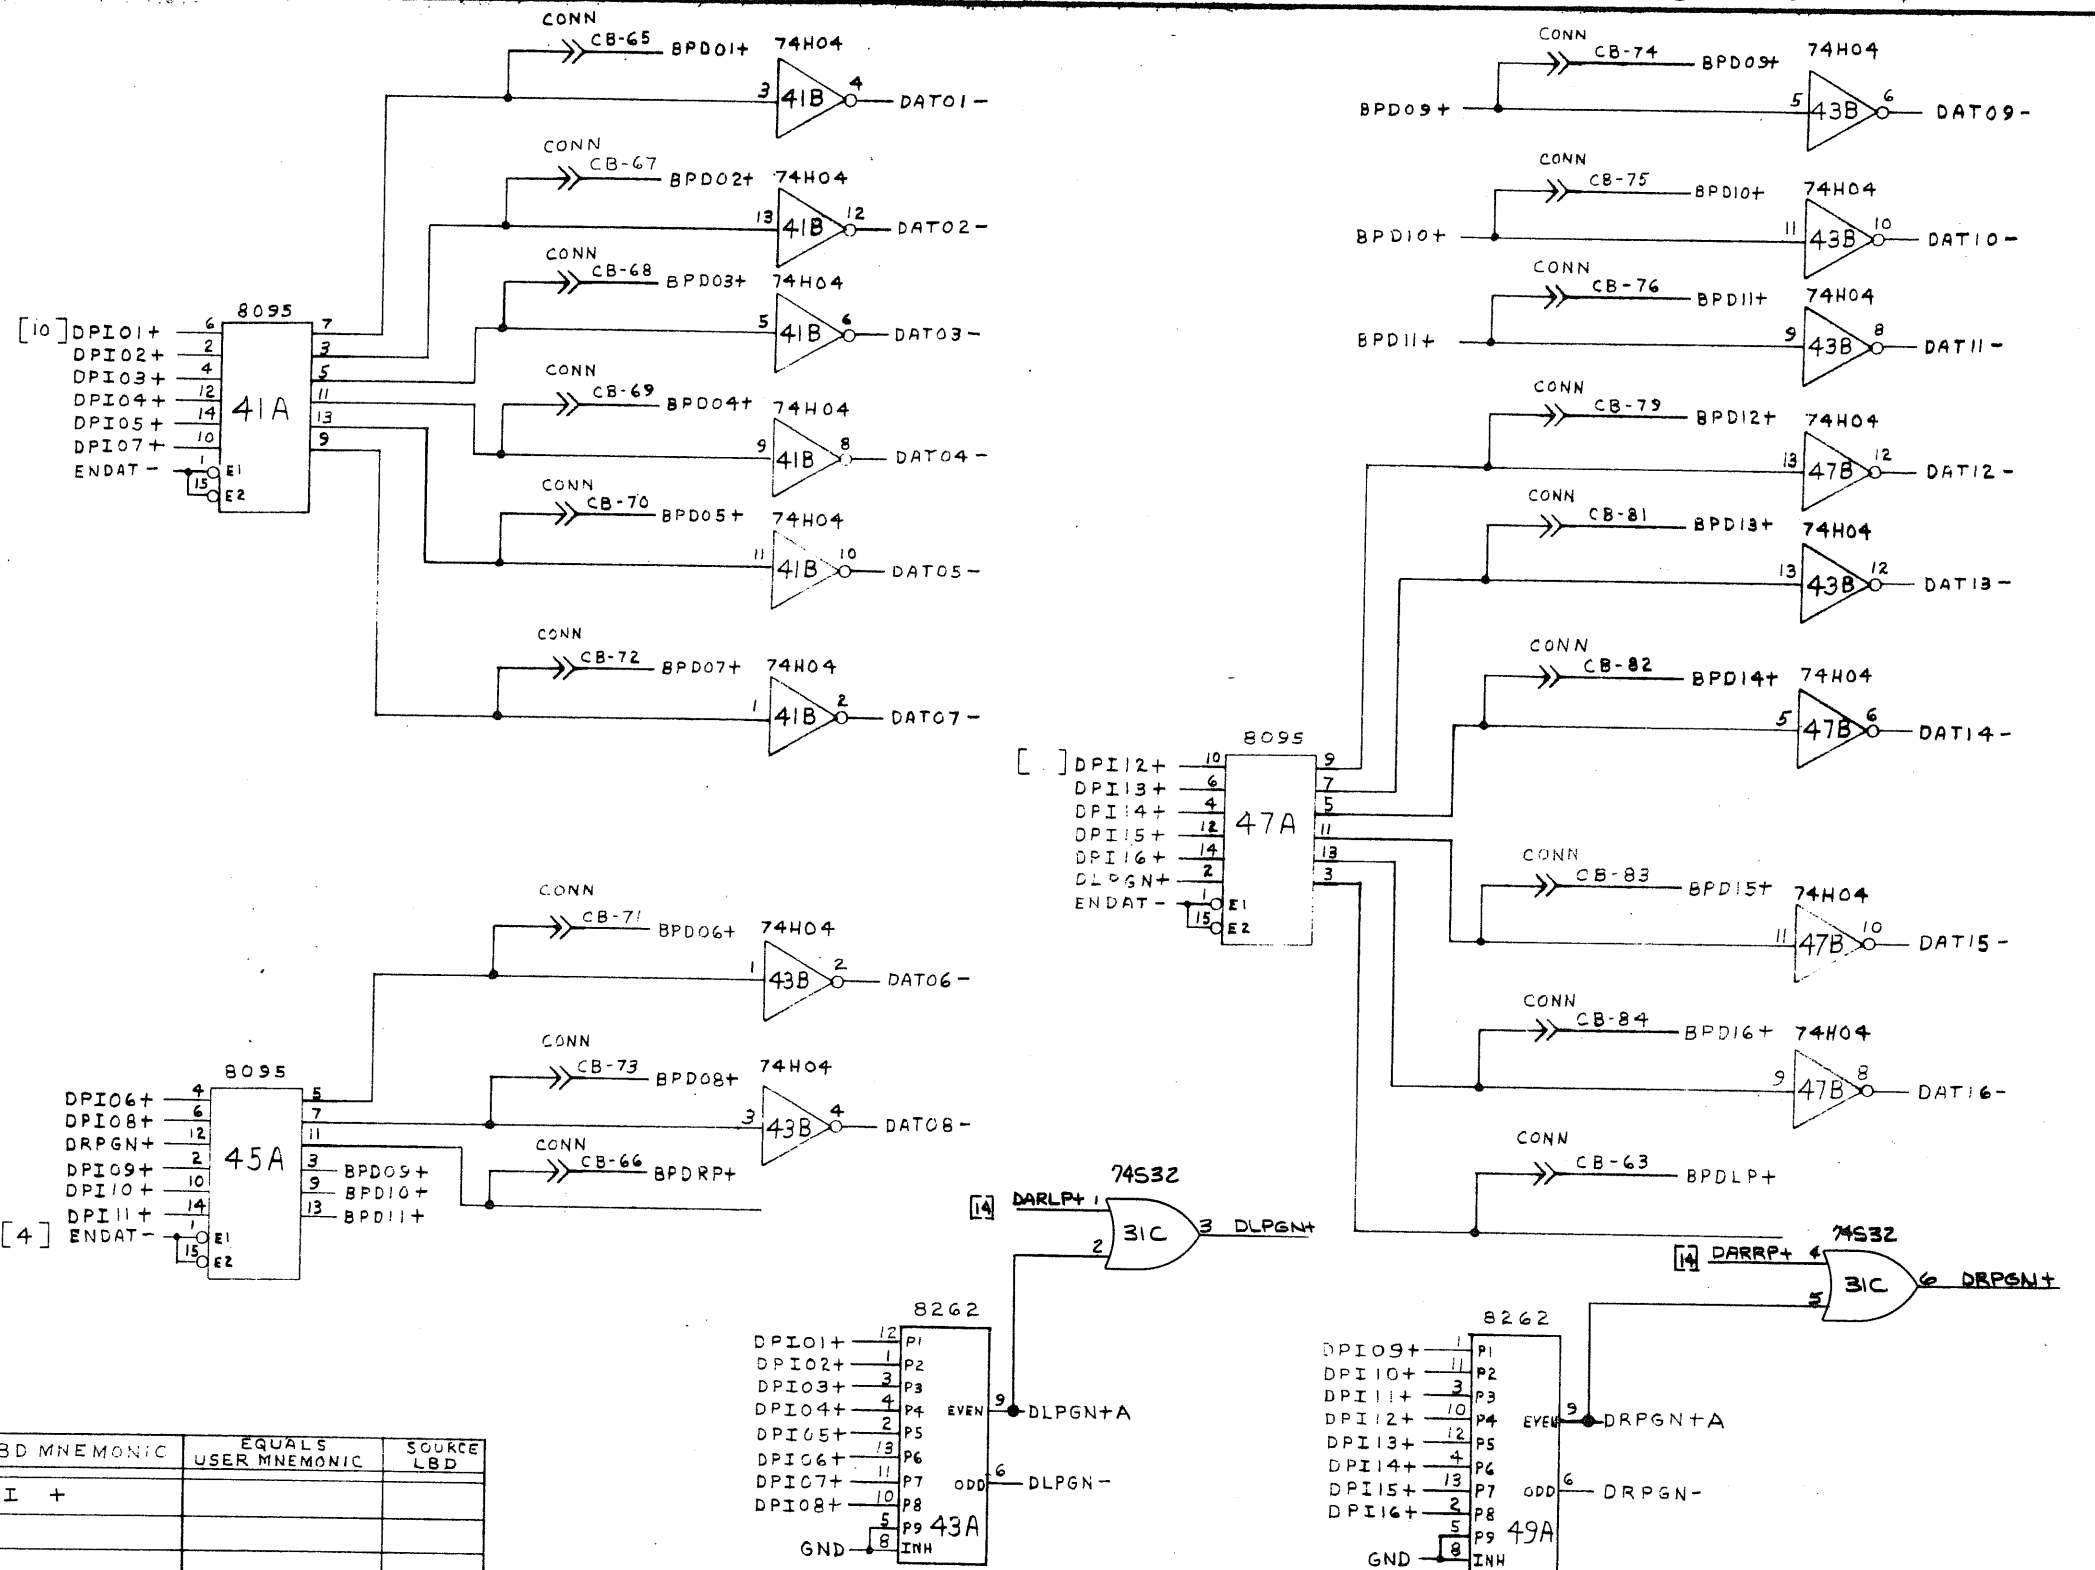 CONN
CB-65 BPD01+ 74H04
3 41B 4 DAT01-
CONN
CB-67 BPD02+ 74H04
13 41B 12 DAT02-
CONN
CB-68 BPD03+ 74H04
5 41B 6 DAT03-
CONN
CB-69 BPD04+ 74H04
9 41B 8 DAT04-
CONN
CB-70 BPD05+ 74H04
11 41B 10 DAT05-
CONN
CB-72 BPD07+ 74H04
1 41B 2 DAT07-
8095
[10] DPI01+ 6 7
DPI02+ 2 3
DPI03+ 4 5
DPI04+ 12 11
41A
DPI05+ 14 13
DPI07+ 10 9
ENDAT- 1 E1
15 E2
CONN
CB-71 BPD06+ 74H04
1 43B 2 DAT06-
CONN
CB-73 BPD08+ 74H04
3 43B 4 DAT08-
CONN
CB-66 BPDRP+
8095
DPI06+ 4 5
DPI08+ 6 7
DRPGN+ 12 11
45A
DPI09+ 2 3 BPD09+
DPI10+ 10 9 BPD10+
DPI11+ 14 13 BPD11+
[4] ENDAT- 1 E1
15 E2
CONN
CB-74 BPD09+ 74H04
BPD09+ 5 43B 6 DAT09-
CONN
CB-75 BPD10+ 74H04
BPD10+ 11 43B 10 DAT10-
CONN
CB-76 BPD11+ 74H04
BPD11+ 9 43B 8 DAT11-
CONN
CB-79 BPD12+ 74H04
13 47B 12 DAT12-
CONN
CB-81 BPD13+ 74H04
13 43B 12 DAT13-
CONN
CB-82 BPD14+ 74H04
5 47B 6 DAT14-
8095
[ ] DPI12+ 10 9
DPI13+ 6 7
DPI14+ 4 5
47A
DPI15+ 12 11
DPI16+ 14 13
DLPGN+ 2 3
ENDAT- 1 E1
15 E2
CONN
CB-83 BPD15+ 74H04
11 47B 10 DAT15-
CONN
CB-84 BPD16+ 74H04
9 47B 8 DAT16-
CONN
CB-63 BPDLP+
74S32
[14] DARLP+ 1
31C 3 DLPGN+
2
74S32
[14] DARRP+ 4
31C 6 DRPGN+
5
8262
DPI01+ 12 P1
DPI02+ 1 P2
DPI03+ 3 P3
DPI04+ 4 P4 EVEN 9 DLPGN+A
DPI05+ 2 P5
DPI06+ 13 P6
DPI07+ 11 P7 ODD 6 DLPGN-
DPI08+ 10 P8
5 P9 43A
GND 8 INH
8262
DPI09+ 1 P1
DPI10+ 11 P2
DPI11+ 3 P3
DPI12+ 10 P4 EVEN 9 DRPGN+A
DPI13+ 12 P5
DPI14+ 4 P6
DPI15+ 13 P7 ODD 6 DRPGN-
DPI16+ 2 P8
5 P9 49A
GND 8 INH
BD MNEMONIC EQUALS USER MNEMONIC SOURCE LBD
I +